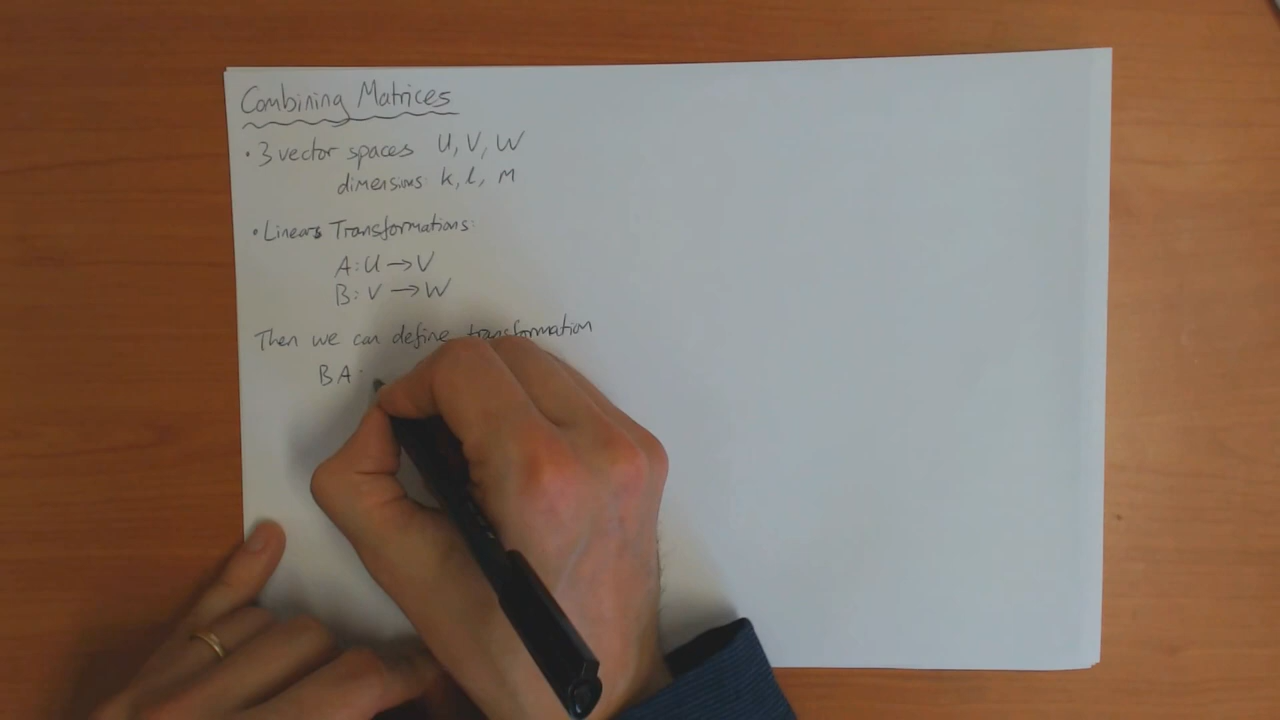 Combining Matrices
• 3 vector spaces U, V, W
dimensions: k, l, m
• Linears Transformations:
A: U → V
B: V → W
Then we can define transformation
BA: